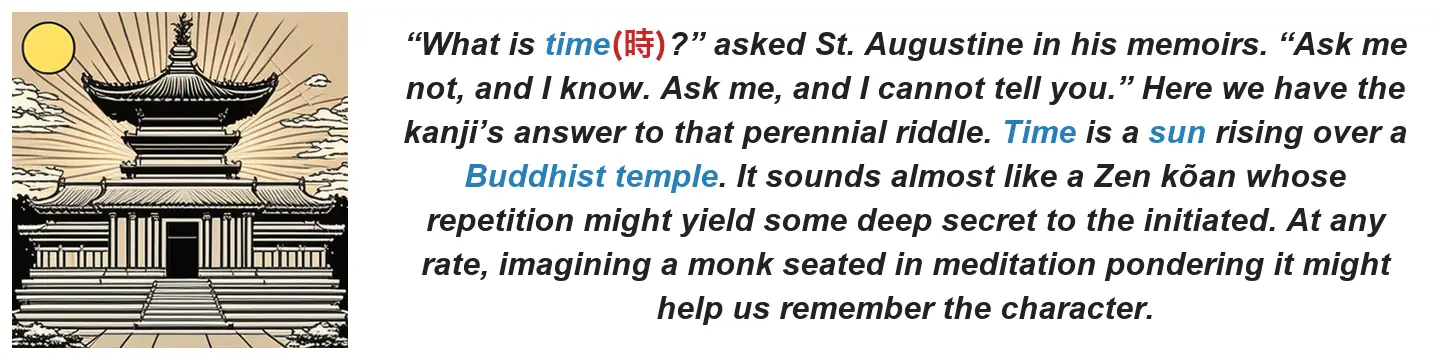 “What is time(時)?” asked St. Augustine in his memoirs. “Ask me
not, and I know. Ask me, and I cannot tell you.” Here we have the
kanji’s answer to that perennial riddle. Time is a sun rising over a
Buddhist temple. It sounds almost like a Zen kõan whose
repetition might yield some deep secret to the initiated. At any
rate, imagining a monk seated in meditation pondering it might
help us remember the character.